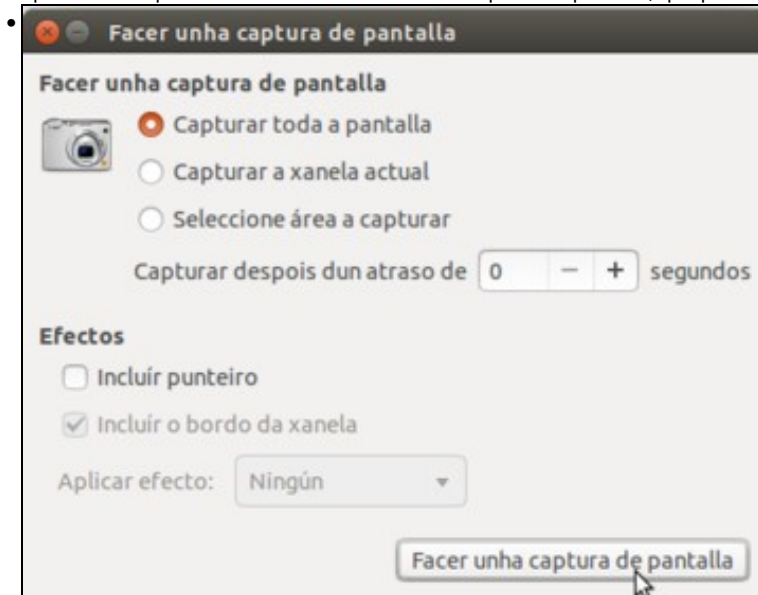 Facer unha captura de pantalla
Facer unha captura de pantalla
Capturar toda a pantalla
Capturar a xanela actual
Seleccione área a capturar
Capturar despois dun atraso de 0 − + segundos
Efectos
Incluír punteiro
Incluír o bordo da xanela
Aplicar efecto: Ningún
Facer unha captura de pantalla